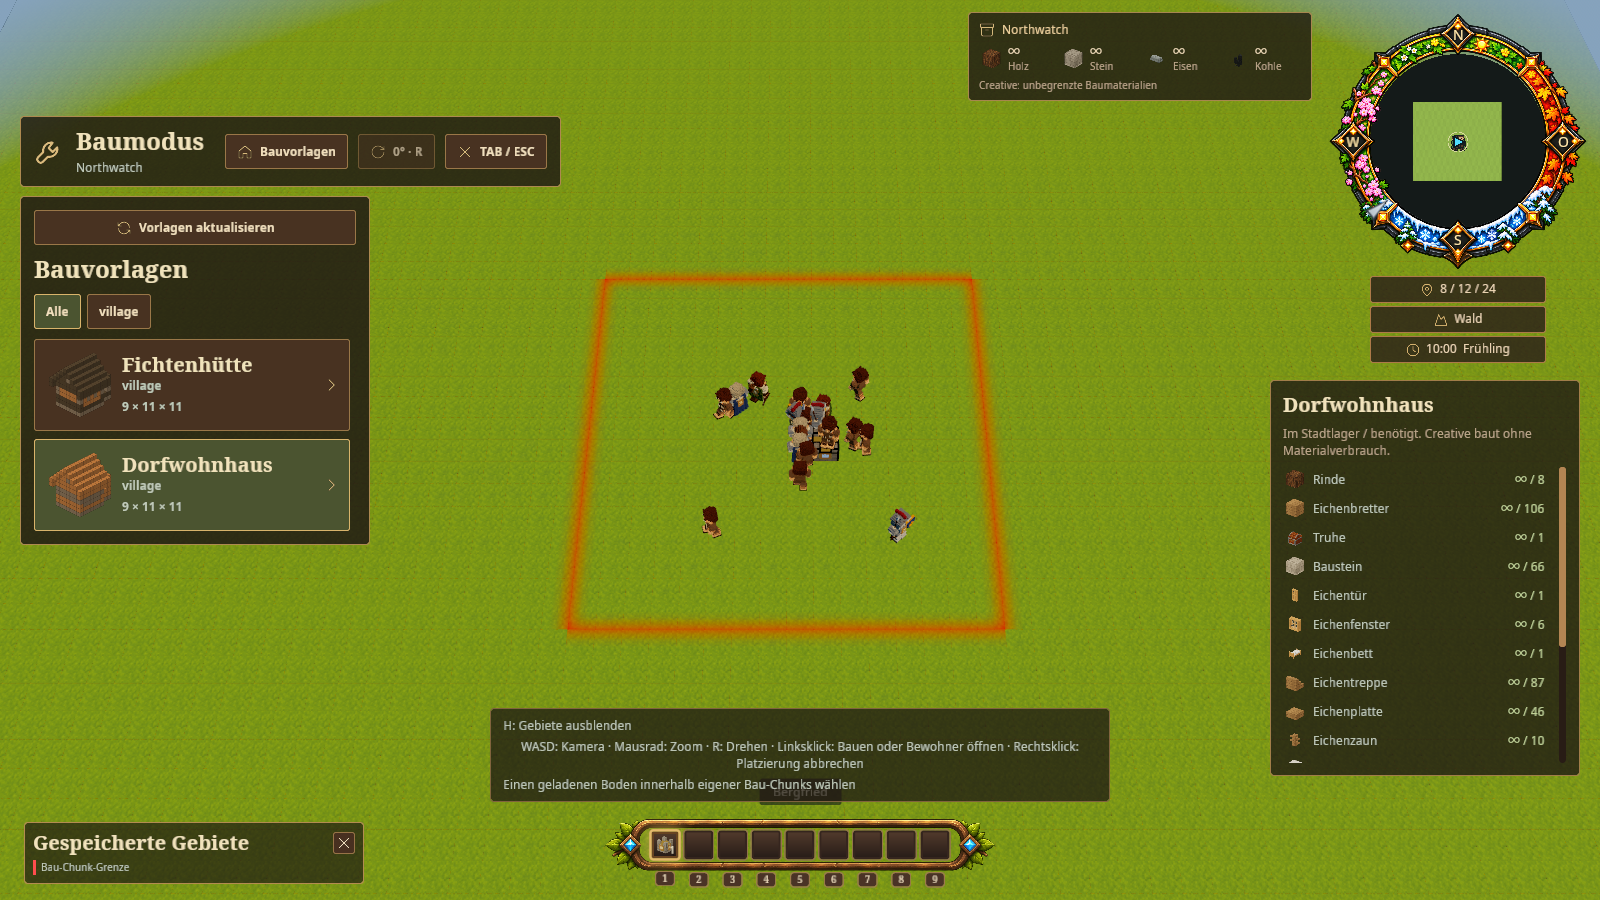 Northwatch
∞ Holz
∞ Stein
∞ Eisen
∞ Kohle
Creative: unbegrenzte Baumaterialien
N
W
O
S
Baumodus
Northwatch
Bauvorlagen
0° · R
TAB / ESC
Vorlagen aktualisieren
Bauvorlagen
Alle
village
Fichtenhütte
village
9 × 11 × 11
Dorfwohnhaus
village
9 × 11 × 11
8 / 12 / 24
Wald
10:00 Frühling
Dorfwohnhaus
Im Stadtlager / benötigt. Creative baut ohne
Materialverbrauch.
Rinde ∞ / 8
Eichenbretter ∞ / 106
Truhe ∞ / 1
Baustein ∞ / 66
Eichentür ∞ / 1
Eichenfenster ∞ / 6
Eichenbett ∞ / 1
Eichentreppe ∞ / 87
Eichenplatte ∞ / 46
Eichenzaun ∞ / 10
H: Gebiete ausblenden
WASD: Kamera · Mausrad: Zoom · R: Drehen · Linksklick: Bauen oder Bewohner öffnen · Rechtsklick:
Platzierung abbrechen
Einen geladenen Boden innerhalb eigener Bau-Chunks wählen
Bergfried
Gespeicherte Gebiete
Bau-Chunk-Grenze
1
1 2 3 4 5 6 7 8 9